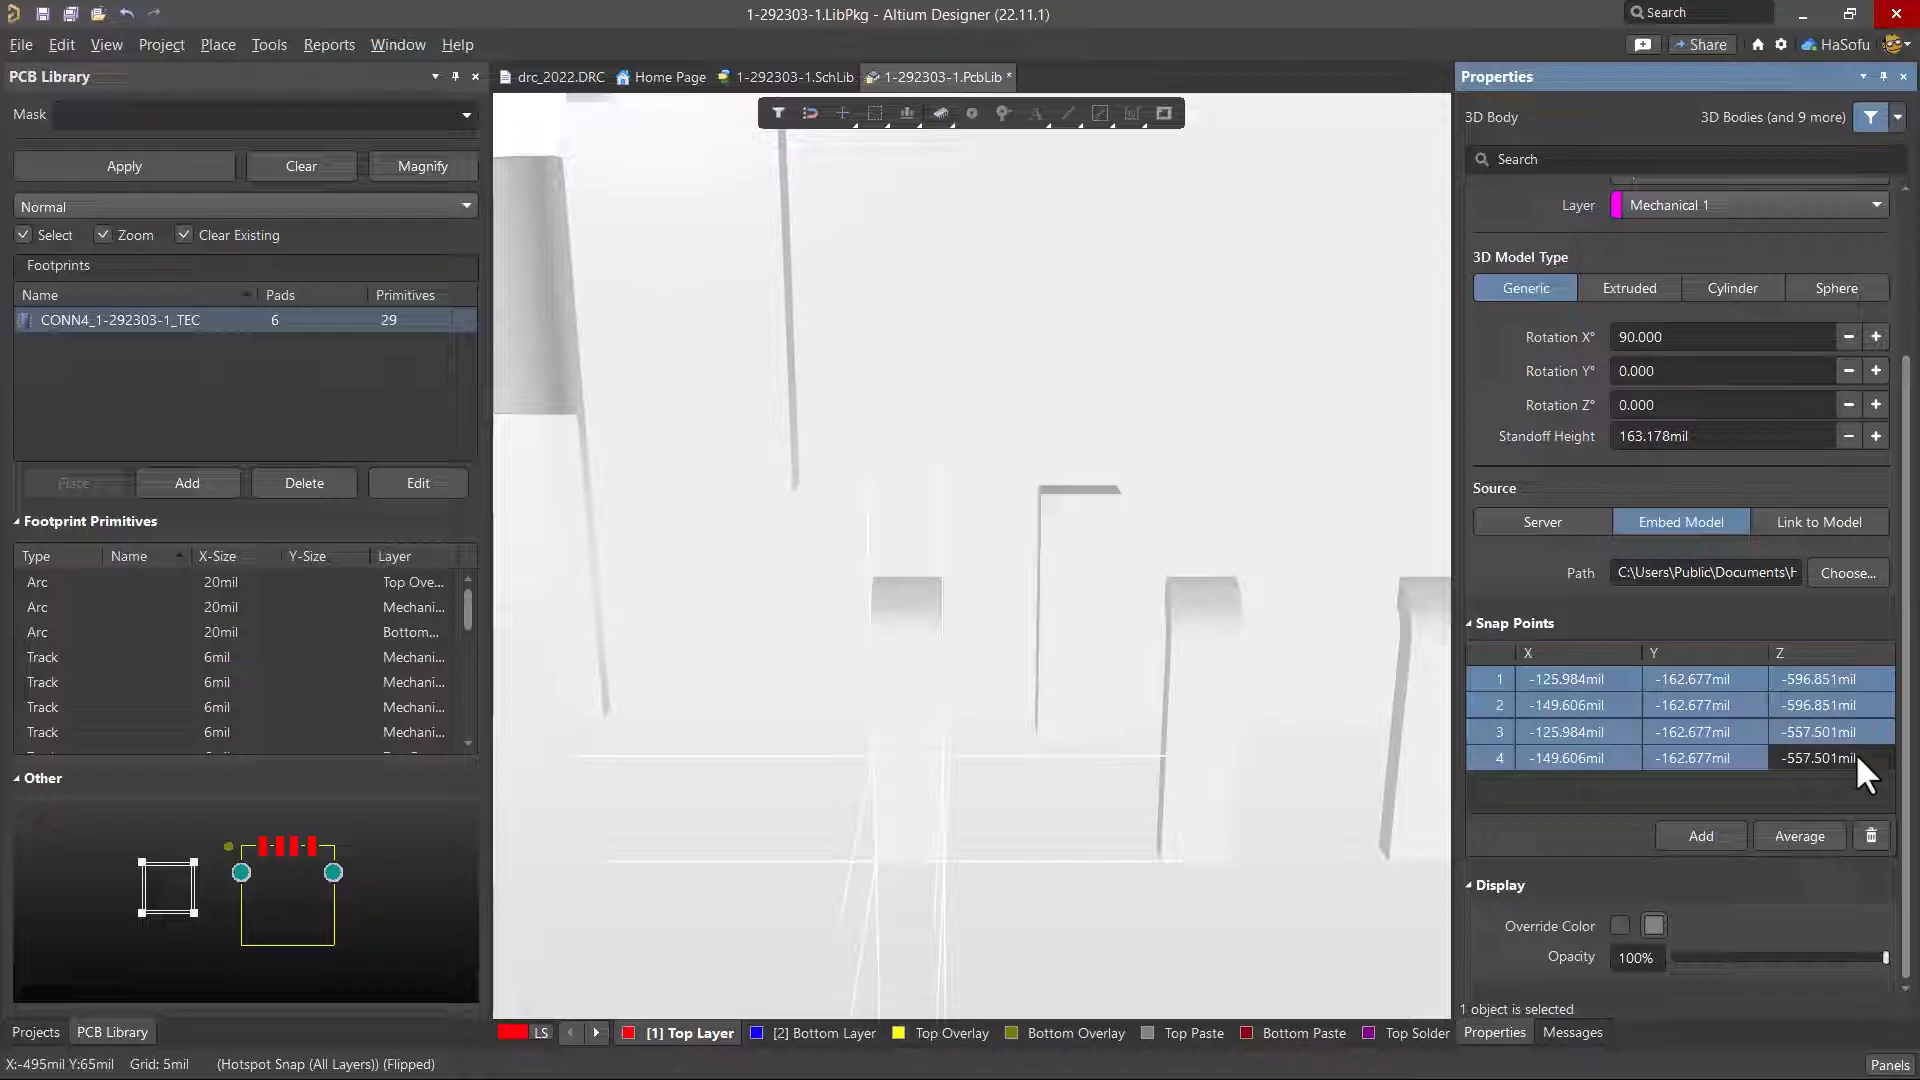 1-292303-1.LibPkg - Altium Designer (22.11.1)
Search
File Edit View Project Place Tools Reports Window Help
Share
HaSofu
PCB Library
Mask
Apply Clear Magnify
Normal
Select Zoom Clear Existing
Footprints
Name Pads Primitives
CONN4_1-292303-1_TEC 6 29
Place Add Delete Edit
Footprint Primitives
Type Name X-Size Y-Size Layer
Arc 20mil Top Ove...
Arc 20mil Mechani...
Arc 20mil Bottom...
Track 6mil Mechani...
Track 6mil Mechani...
Track 6mil Mechani...
Track 6mil Mechani...
Other
Projects PCB Library
X:-495mil Y:65mil Grid: 5mil (Hotspot Snap (All Layers)) (Flipped)
drc_2022.DRC Home Page 1-292303-1.SchLib 1-292303-1.PcbLib *
LS [1] Top Layer [2] Bottom Layer Top Overlay Bottom Overlay Top Paste Bottom Paste Top Solder
Properties
3D Body 3D Bodies (and 9 more)
Search
Layer Mechanical 1
3D Model Type
Generic Extruded Cylinder Sphere
Rotation X° 90.000
Rotation Y° 0.000
Rotation Z° 0.000
Standoff Height 163.178mil
Source
Server Embed Model Link to Model
Path C:\Users\Public\Documents\H Choose...
Snap Points
X Y Z
1 -125.984mil -162.677mil -596.851mil
2 -149.606mil -162.677mil -596.851mil
3 -125.984mil -162.677mil -557.501mil
4 -149.606mil -162.677mil -557.501mil
Add Average
Display
Override Color
Opacity 100%
1 object is selected
Properties Messages
Panels